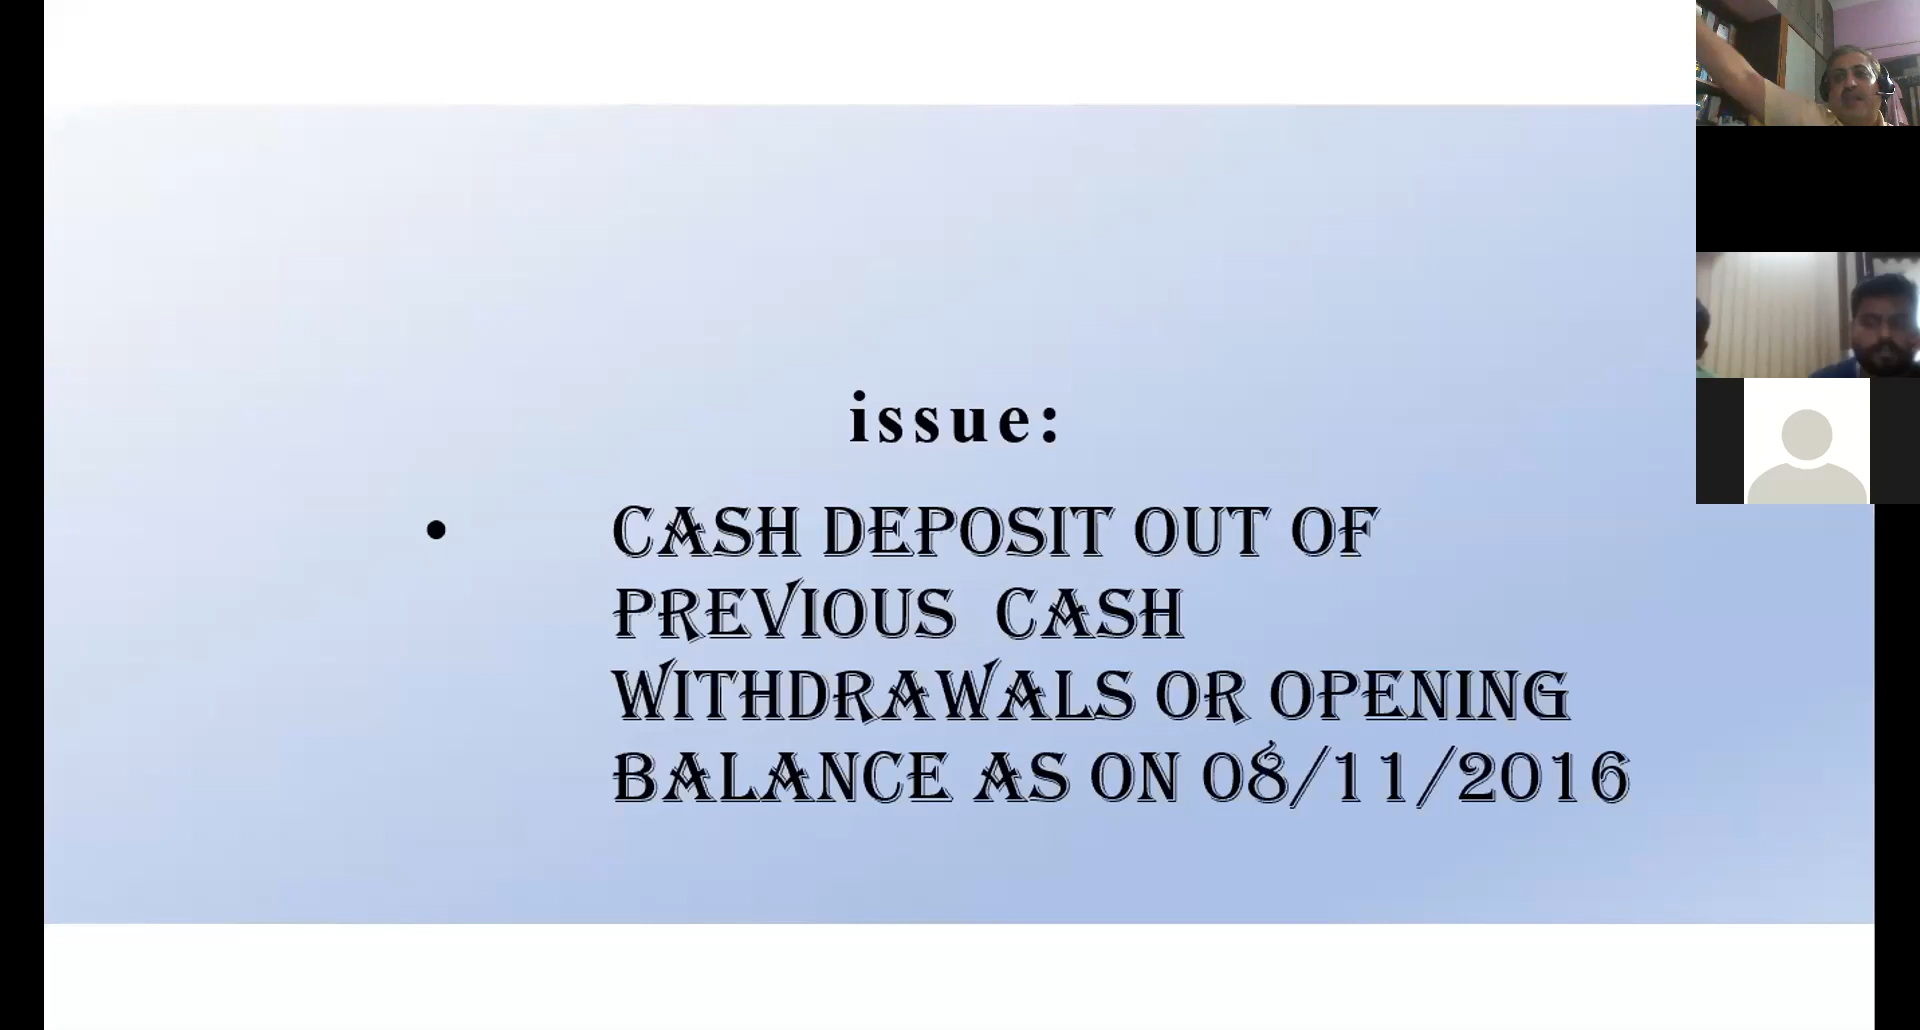 issue:
• CASH DEPOSIT OUT OF
PREVIOUS CASH
WITHDRAWALS OR OPENING
BALANCE AS ON 08/11/2016